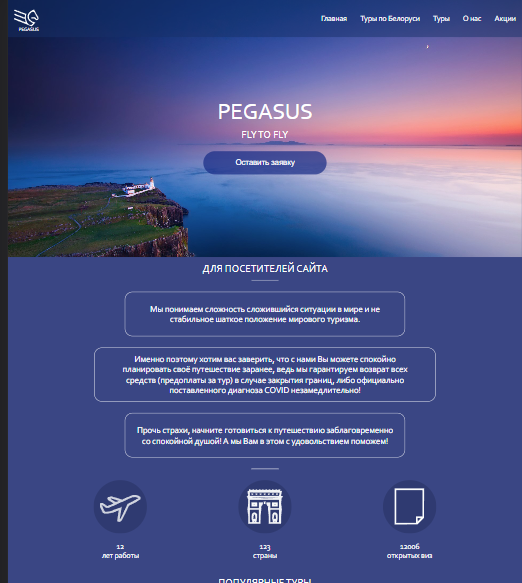 PEGASUS
Главная Туры по Белоруси Туры О нас Акции
PEGASUS
FLY TO FLY
Оставить заявку
ДЛЯ ПОСЕТИТЕЛЕЙ САЙТА
Мы понимаем сложность сложившийся ситуации в мире и не
стабильное шаткое положение мирового туризма.
Именно поэтому хотим вас заверить, что с нами Вы можете спокойно
планировать своё путешествие заранее, ведь мы гарантируем возврат всех
средств (предоплаты за тур) в случае закрытия границ, либо официально
поставленного диагноза COVID незамедлительно!
Прочь страхи, начните готовиться к путешествию заблаговременно
со спокойной душой! А мы Вам в этом с удовольствием поможем!
12
лет работы
123
страны
12006
открытых виз
ПОПУЛЯРНЫЕ ТУРЫ